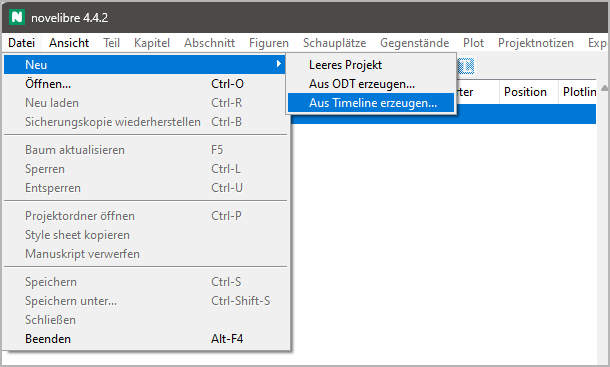 novelibre 4.4.2
Datei Ansicht Teil Kapitel Abschnitt Figuren Schauplätze Gegenstände Plot Projektnotizen Exp
Neu
Leeres Projekt
Öffnen... Ctrl-O
Aus ODT erzeugen...
Neu laden Ctrl-R
Aus Timeline erzeugen...
rter Position Plotlin
Sicherungskopie wiederherstellen Ctrl-B
Baum aktualisieren F5
Sperren Ctrl-L
Entsperren Ctrl-U
Projektordner öffnen Ctrl-P
Style sheet kopieren
Manuskript verwerfen
Speichern Ctrl-S
Speichern unter... Ctrl-Shift-S
Schließen
Beenden Alt-F4